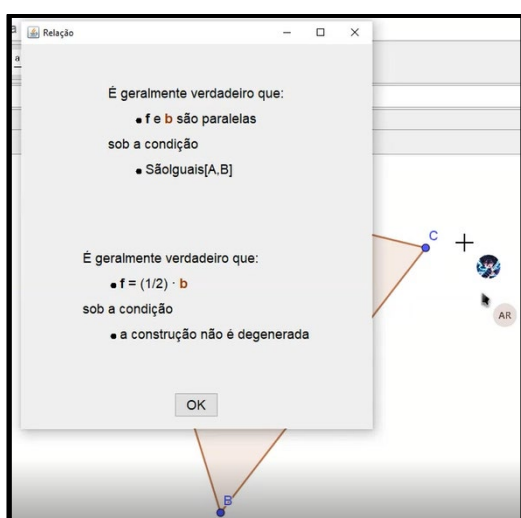 a
Relação
a
É geralmente verdadeiro que:
• f e b são paralelas
sob a condição
• SãoIguais[A,B]
É geralmente verdadeiro que:
• f = (1/2) · b
sob a condição
• a construção não é degenerada
OK
C
AR
B